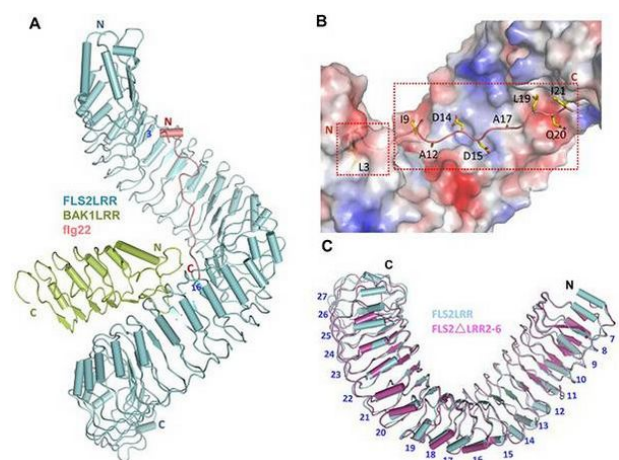 A
N
3
N
FLS2LRR
BAK1LRR
flg22
N
C
C
16
C
B
C
L19
I21
N
I9
D14
A17
Q20
L3
A12
D15
C
C
N
27
26
FLS2LRR
FLS2△LRR2-6
25
7
24
8
9
23
10
22
11
21
12
20
13
19
14
18
15
17
16